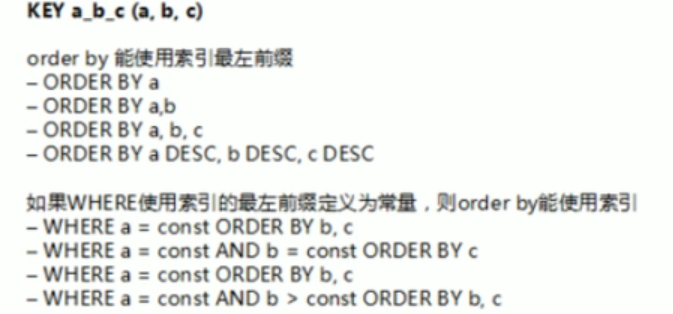 KEY a_b_c (a, b, c)
order by 能使用索引最左前缀
– ORDER BY a
– ORDER BY a,b
– ORDER BY a, b, c
– ORDER BY a DESC, b DESC, c DESC
如果WHERE使用索引的最左前缀定义为常量，则order by能使用索引
– WHERE a = const ORDER BY b, c
– WHERE a = const AND b = const ORDER BY c
– WHERE a = const ORDER BY b, c
– WHERE a = const AND b > const ORDER BY b, c